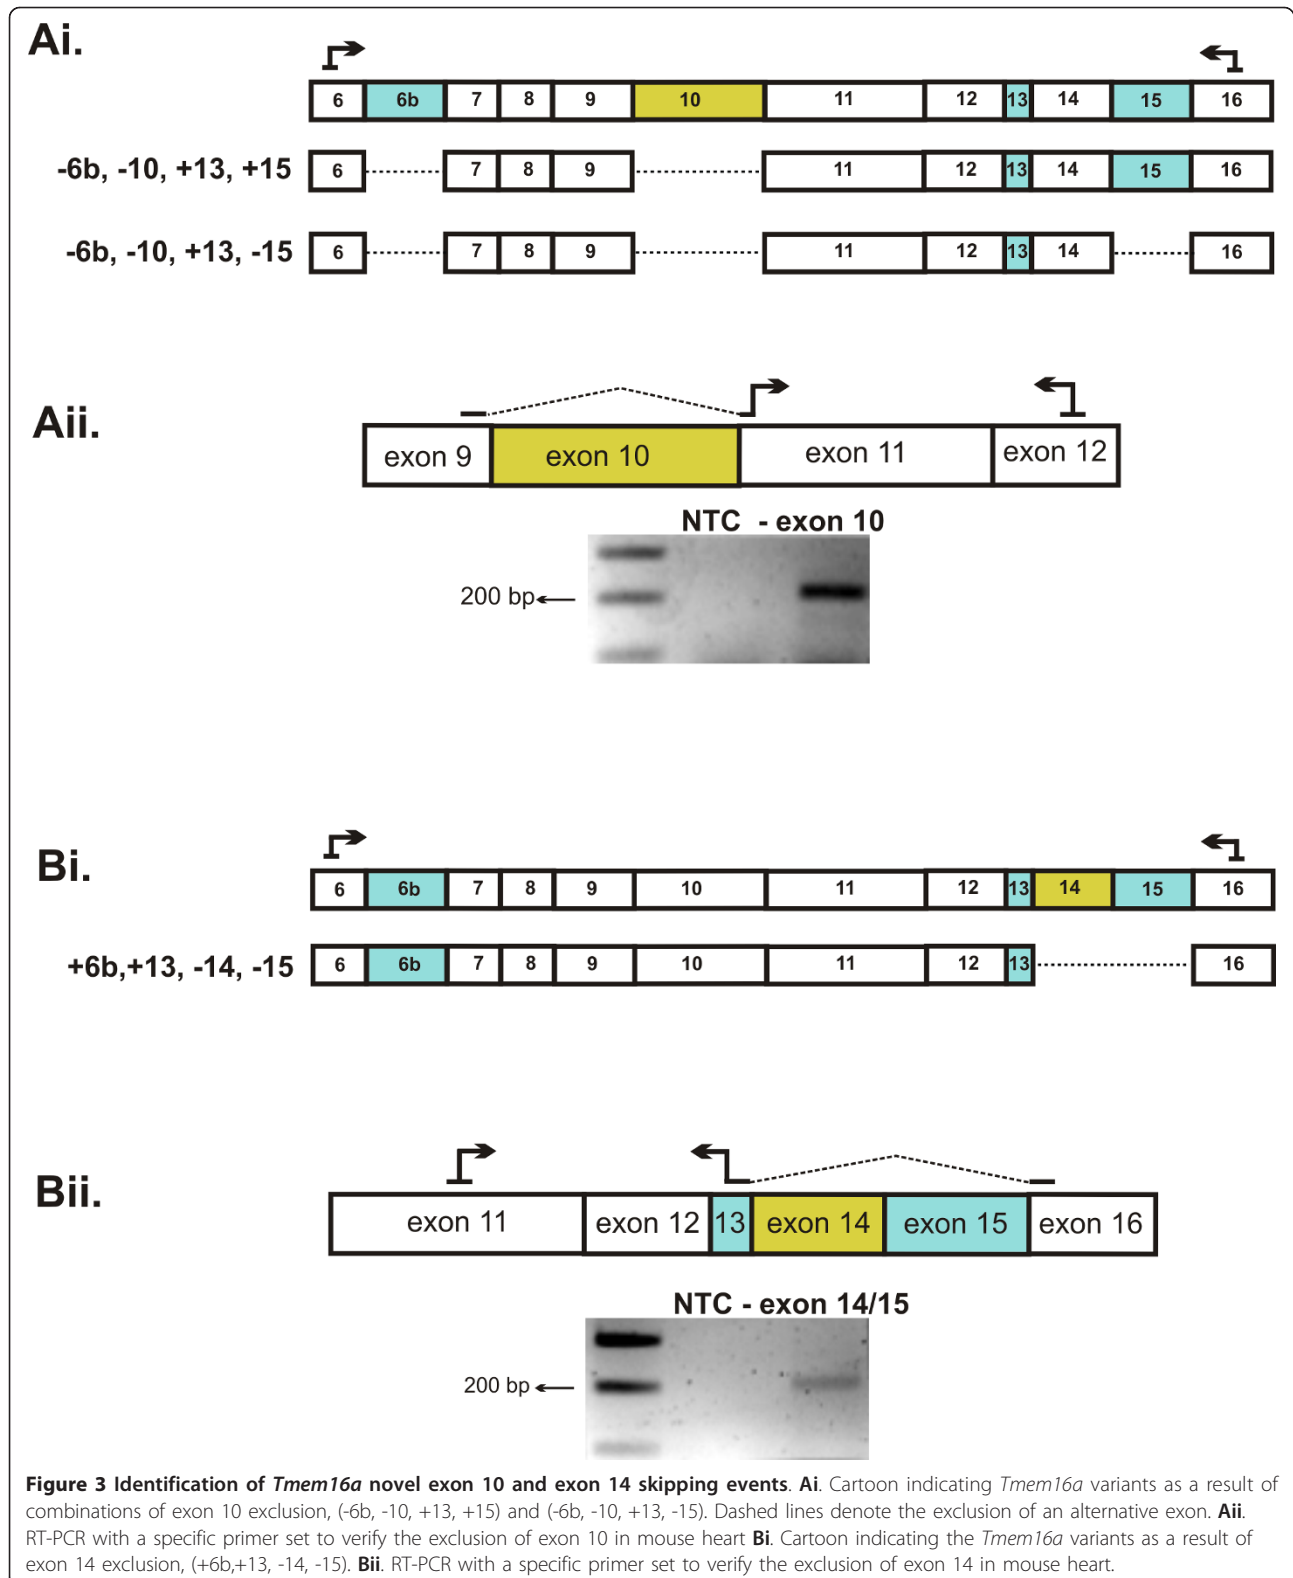 Ai.
6 6b 7 8 9 10 11 12 13 14 15 16
-6b, -10, +13, +15 6 7 8 9 11 12 13 14 15 16
-6b, -10, +13, -15 6 7 8 9 11 12 13 14 16
Aii.
exon 9 exon 10 exon 11 exon 12
NTC - exon 10
200 bp
Bi.
6 6b 7 8 9 10 11 12 13 14 15 16
+6b,+13, -14, -15 6 6b 7 8 9 10 11 12 13 16
Bii.
exon 11 exon 12 13 exon 14 exon 15 exon 16
NTC - exon 14/15
200 bp
Figure 3 Identification of Tmem16a novel exon 10 and exon 14 skipping events. Ai. Cartoon indicating Tmem16a variants as a result of
combinations of exon 10 exclusion, (-6b, -10, +13, +15) and (-6b, -10, +13, -15). Dashed lines denote the exclusion of an alternative exon. Aii.
RT-PCR with a specific primer set to verify the exclusion of exon 10 in mouse heart Bi. Cartoon indicating the Tmem16a variants as a result of
exon 14 exclusion, (+6b,+13, -14, -15). Bii. RT-PCR with a specific primer set to verify the exclusion of exon 14 in mouse heart.